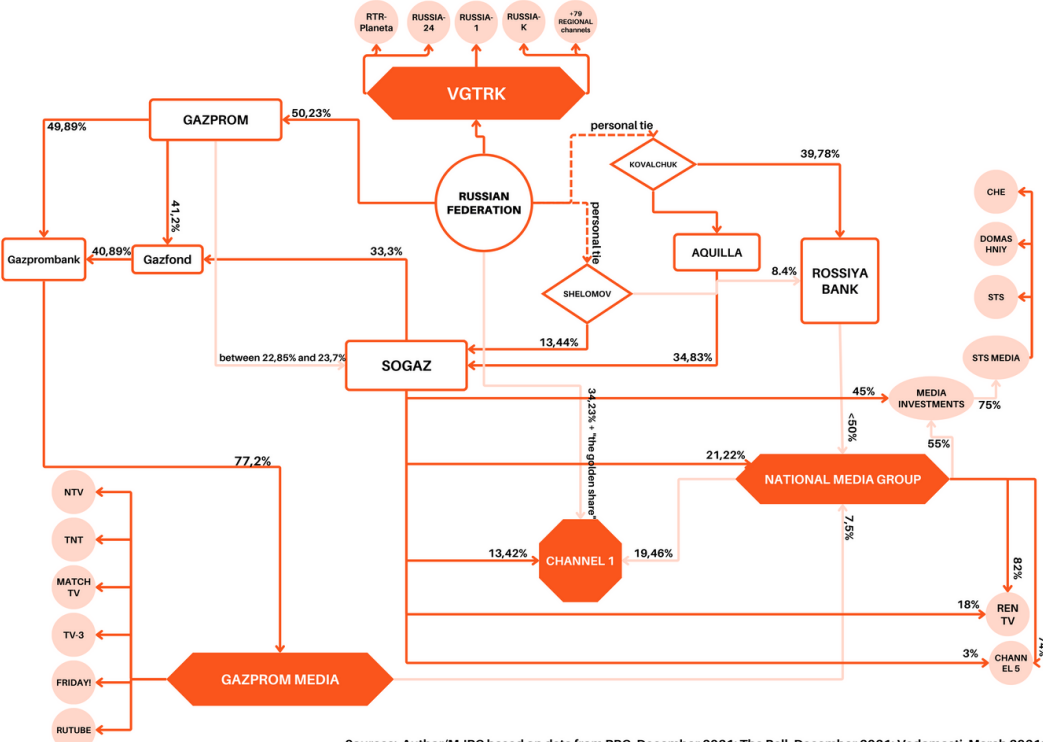 RTR-
Planeta
RUSSIA-
24
RUSSIA-
1
RUSSIA-
K
+79
REGIONAL
channels
VGTRK
GAZPROM
50,23%
49,89%
personal tie
KOVALCHUK
39,78%
RUSSIAN
FEDERATION
CHE
41,2%
personal tie
DOMAS
HNIY
Gazprombank
40,89%
Gazfond
33,3%
AQUILLA
ROSSIYA
BANK
8.4%
SHELOMOV
STS
13,44%
between 22,85% and 23,7%
SOGAZ
34,83%
STS MEDIA
45%
MEDIA
INVESTMENTS
75%
34,23% + "the golden share"
<50%
55%
77,2%
21,22%
NATIONAL MEDIA GROUP
NTV
7,5%
TNT
13,42%
CHANNEL 1
19,46%
82%
MATCH
TV
18%
REN
TV
TV-3
3%
CHANN
EL 5
GAZPROM MEDIA
FRIDAY!
RUTUBE